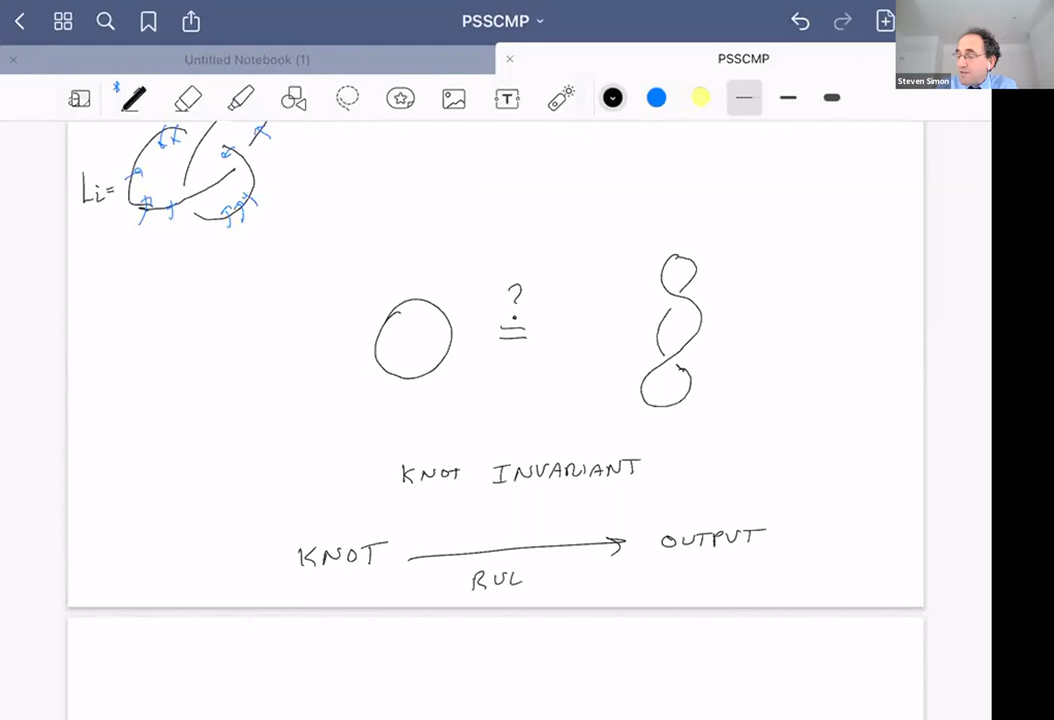 PSSCMP
Untitled Notebook (1)
PSSCMP
Steven Simon
Li=
?
=
KNOT INVARIANT
KNOT OUTPUT
RUL